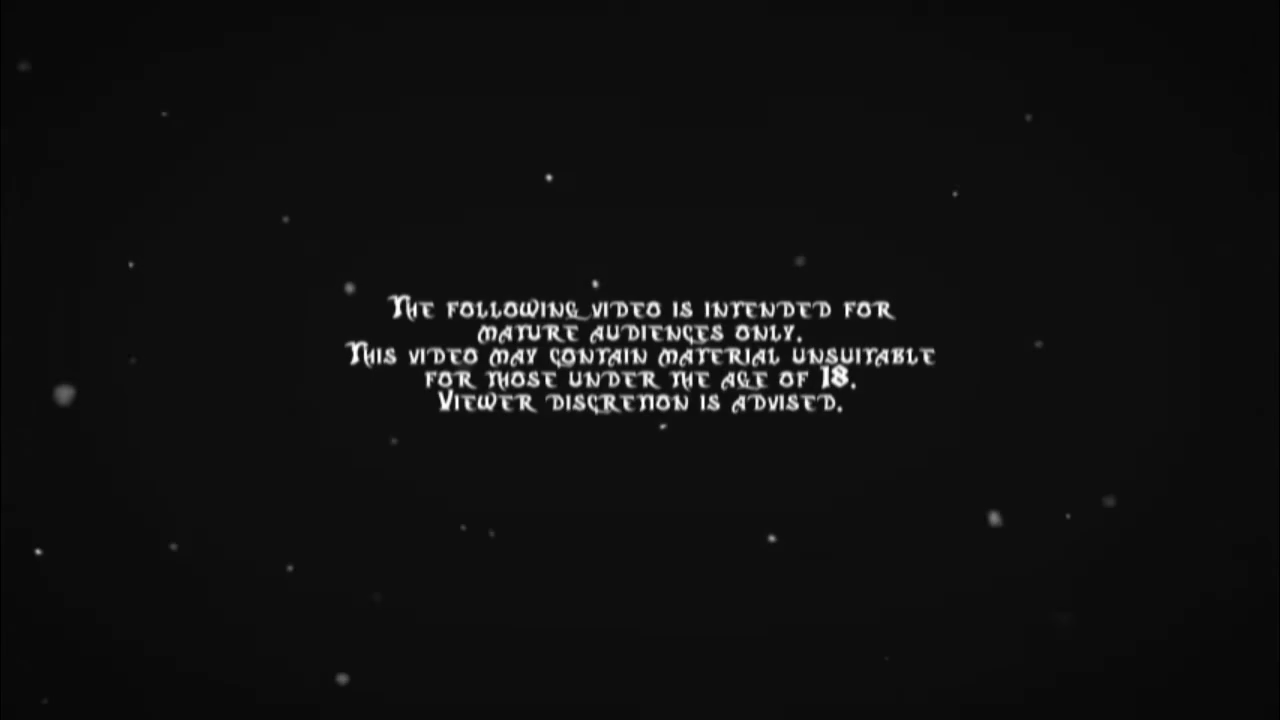 The following video is intended for
mature audiences only.
This video may contain material unsuitable
for those under the age of 18.
Viewer discretion is advised.